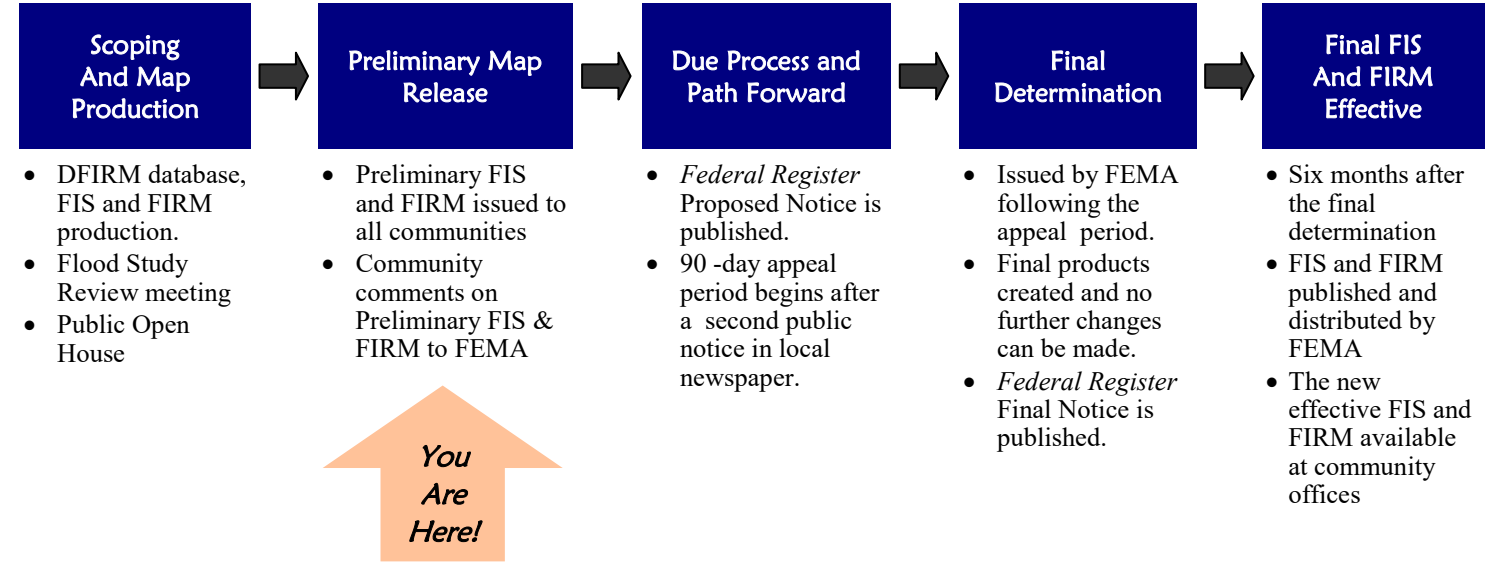 Scoping
And Map
Production
• DFIRM database,
FIS and FIRM
production.
• Flood Study
Review meeting
• Public Open
House
Preliminary Map
Release
• Preliminary FIS
and FIRM issued to
all communities
• Community
comments on
Preliminary FIS &
FIRM to FEMA
You
Are
Here!
Due Process and
Path Forward
• Federal Register
Proposed Notice is
published.
• 90 -day appeal
period begins after
a second public
notice in local
newspaper.
Final
Determination
• Issued by FEMA
following the
appeal period.
• Final products
created and no
further changes
can be made.
• Federal Register
Final Notice is
published.
Final FIS
And FIRM
Effective
• Six months after
the final
determination
• FIS and FIRM
published and
distributed by
FEMA
• The new
effective FIS and
FIRM available
at community
offices